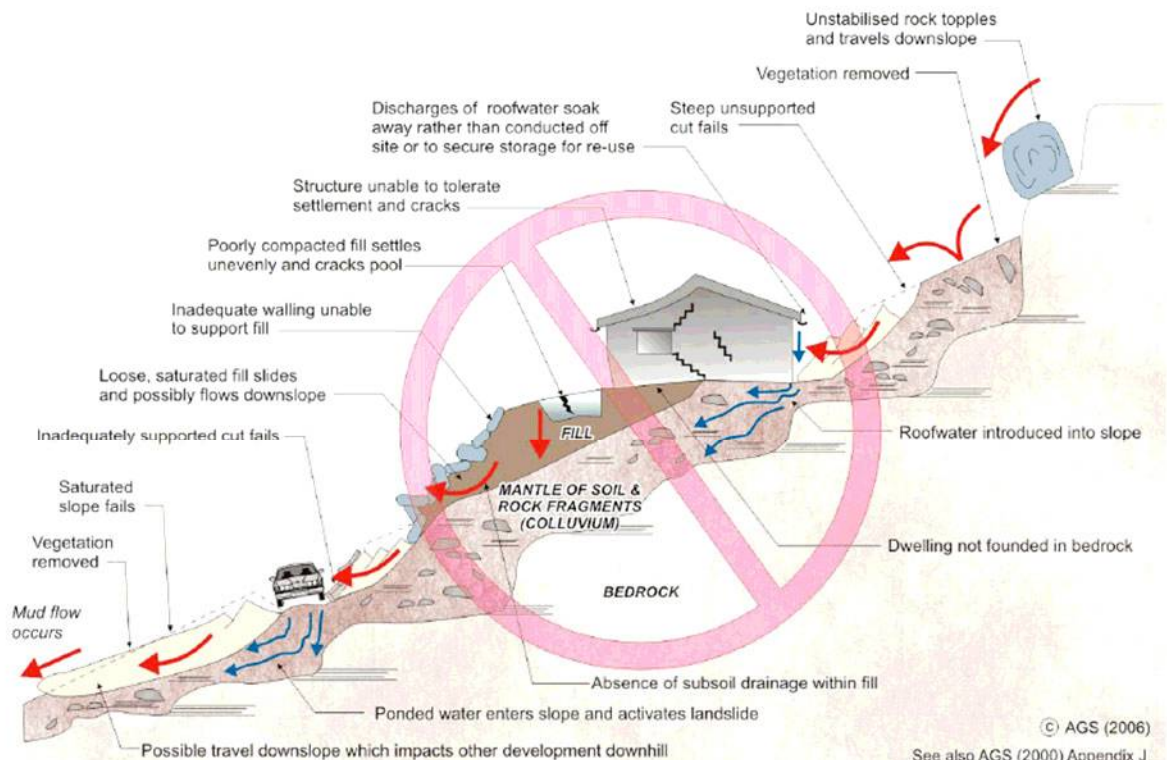 Unstabilised rock topples
and travels downslope
Vegetation removed
Discharges of roofwater soak
away rather than conducted off
site or to secure storage for re-use
Steep unsupported
cut fails
Structure unable to tolerate
settlement and cracks
Poorly compacted fill settles
unevenly and cracks pool
Inadequate walling unable
to support fill
Loose, saturated fill slides
and possibly flows downslope
Inadequately supported cut fails
Saturated
slope fails
Vegetation
removed
Mud flow
occurs
FILL
MANTLE OF SOIL &
ROCK FRAGMENTS
(COLLUVIUM)
BEDROCK
Roofwater introduced into slope
Dwelling not founded in bedrock
Absence of subsoil drainage within fill
Ponded water enters slope and activates landslide
Possible travel downslope which impacts other development downhill
© AGS (2006)
See also AGS (2000) Appendix J